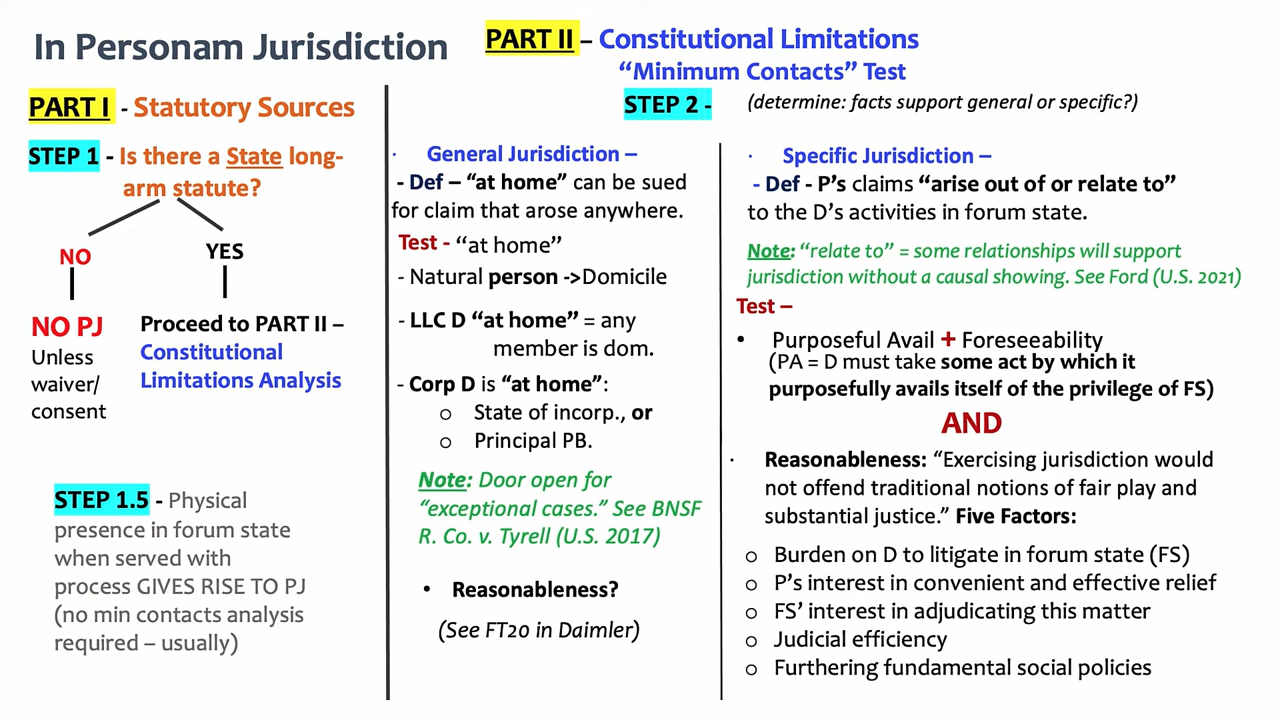 In Personam Jurisdiction
PART I - Statutory Sources
STEP 1 - Is there a State long-
arm statute?
NO
YES
NO PJ
Unless
waiver/
consent
Proceed to PART II –
Constitutional
Limitations Analysis
STEP 1.5 - Physical
presence in forum state
when served with
process GIVES RISE TO PJ
(no min contacts analysis
required – usually)
PART II – Constitutional Limitations
“Minimum Contacts” Test
STEP 2 - (determine: facts support general or specific?)
· General Jurisdiction –
- Def – “at home” can be sued
for claim that arose anywhere.
Test - “at home”
- Natural person ->Domicile
- LLC D “at home” = any
member is dom.
- Corp D is “at home”:
o State of incorp., or
o Principal PB.
Note: Door open for
“exceptional cases.” See BNSF
R. Co. v. Tyrell (U.S. 2017)
• Reasonableness?
(See FT20 in Daimler)
· Specific Jurisdiction –
- Def - P’s claims “arise out of or relate to”
to the D’s activities in forum state.
Note: “relate to” = some relationships will support
jurisdiction without a causal showing. See Ford (U.S. 2021)
Test –
• Purposeful Avail + Foreseeability
(PA = D must take some act by which it
purposefully avails itself of the privilege of FS)
AND
· Reasonableness: “Exercising jurisdiction would
not offend traditional notions of fair play and
substantial justice.” Five Factors:
o Burden on D to litigate in forum state (FS)
o P’s interest in convenient and effective relief
o FS’ interest in adjudicating this matter
o Judicial efficiency
o Furthering fundamental social policies